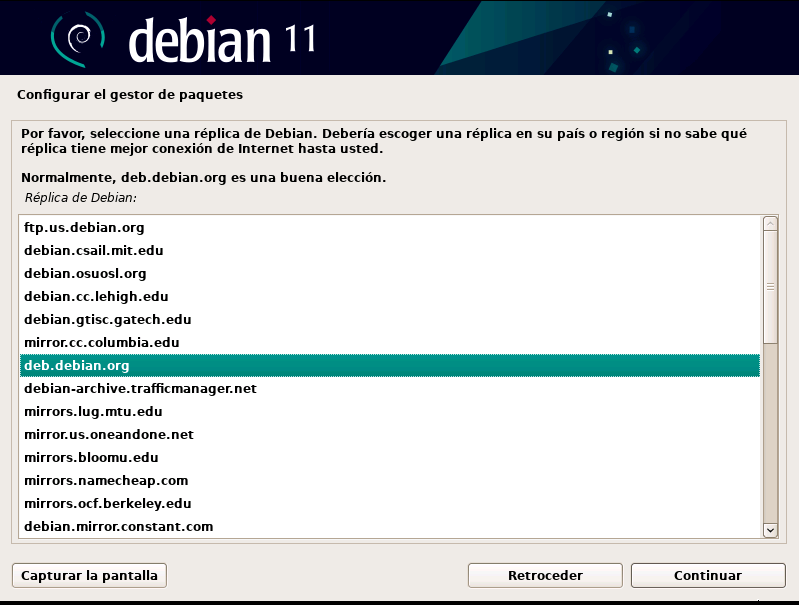 debian 11
Configurar el gestor de paquetes
Por favor, seleccione una réplica de Debian. Debería escoger una réplica en su país o región si no sabe qué
réplica tiene mejor conexión de Internet hasta usted.
Normalmente, deb.debian.org es una buena elección.
Réplica de Debian:
ftp.us.debian.org
debian.csail.mit.edu
debian.osuosl.org
debian.cc.lehigh.edu
debian.gtisc.gatech.edu
mirror.cc.columbia.edu
deb.debian.org
debian-archive.trafficmanager.net
mirrors.lug.mtu.edu
mirror.us.oneandone.net
mirrors.bloomu.edu
mirrors.namecheap.com
mirrors.ocf.berkeley.edu
debian.mirror.constant.com
Capturar la pantalla
Retroceder
Continuar